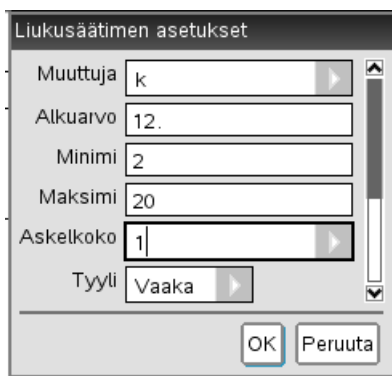 Liukusäätimen asetukset
Muuttuja k
Alkuarvo 12.
Minimi 2
Maksimi 20
Askelkoko 1
Tyyli Vaaka
OK Peruuta